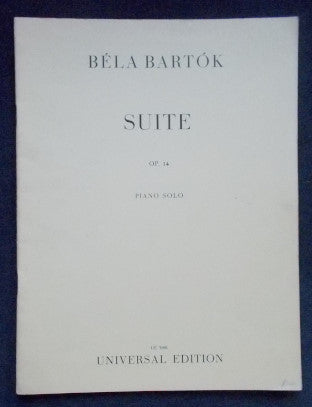 BÉLA BARTÓK
SUITE
OP. 14
PIANO SOLO
UNIVERSAL EDITION